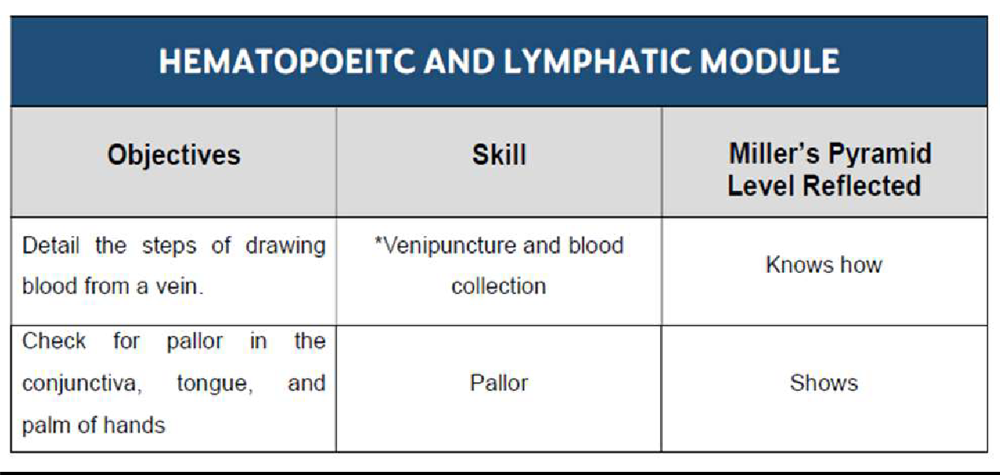 HEMATOPOEITC AND LYMPHATIC MODULE
Objectives
Skill
Miller's Pyramid
Level Reflected
Detail the steps of drawing
blood from a vein.
*Venipuncture and blood
collection
Knows how
Check for pallor in the
conjunctiva, tongue, and
palm of hands
Pallor
Shows